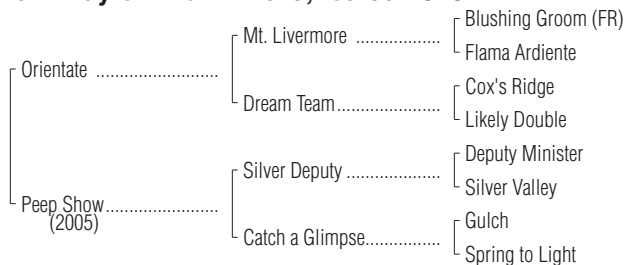 Blushing Groom (FR)
Mt. Livermore ...................
Flama Ardiente
Orientate ...........................
Cox's Ridge
Dream Team.......................
Likely Double
Deputy Minister
Silver Deputy .....................
Silver Valley
Peep Show.........................
(2005)
Gulch
Catch a Glimpse.................
Spring to Light